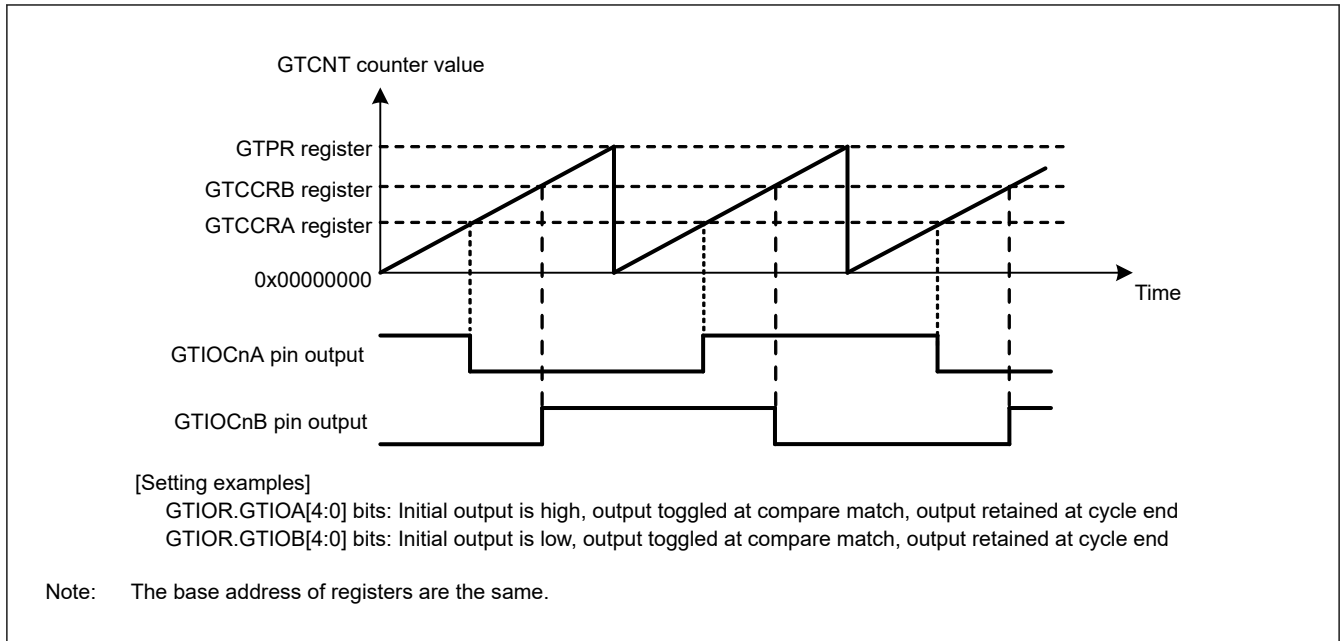 GTCNT counter value
GTPR register
GTCCRB register
GTCCRA register
0x00000000
Time
GTIOCnA pin output
GTIOCnB pin output
[Setting examples]
GTIOR.GTIOA[4:0] bits: Initial output is high, output toggled at compare match, output retained at cycle end
GTIOR.GTIOB[4:0] bits: Initial output is low, output toggled at compare match, output retained at cycle end
Note: The base address of registers are the same.